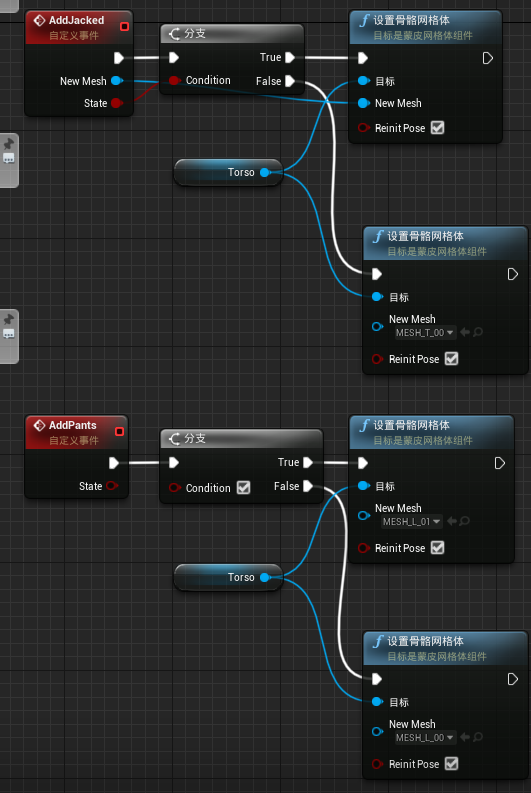 AddJacked
自定义事件
New Mesh
State
分支
True
Condition
False
设置骨骼网格体
目标是蒙皮网格体组件
目标
New Mesh
Reinit Pose
Torso
设置骨骼网格体
目标是蒙皮网格体组件
目标
New Mesh
MESH_T_00
Reinit Pose
AddPants
自定义事件
State
分支
True
Condition
False
设置骨骼网格体
目标是蒙皮网格体组件
目标
New Mesh
MESH_L_01
Reinit Pose
Torso
设置骨骼网格体
目标是蒙皮网格体组件
目标
New Mesh
MESH_L_00
Reinit Pose